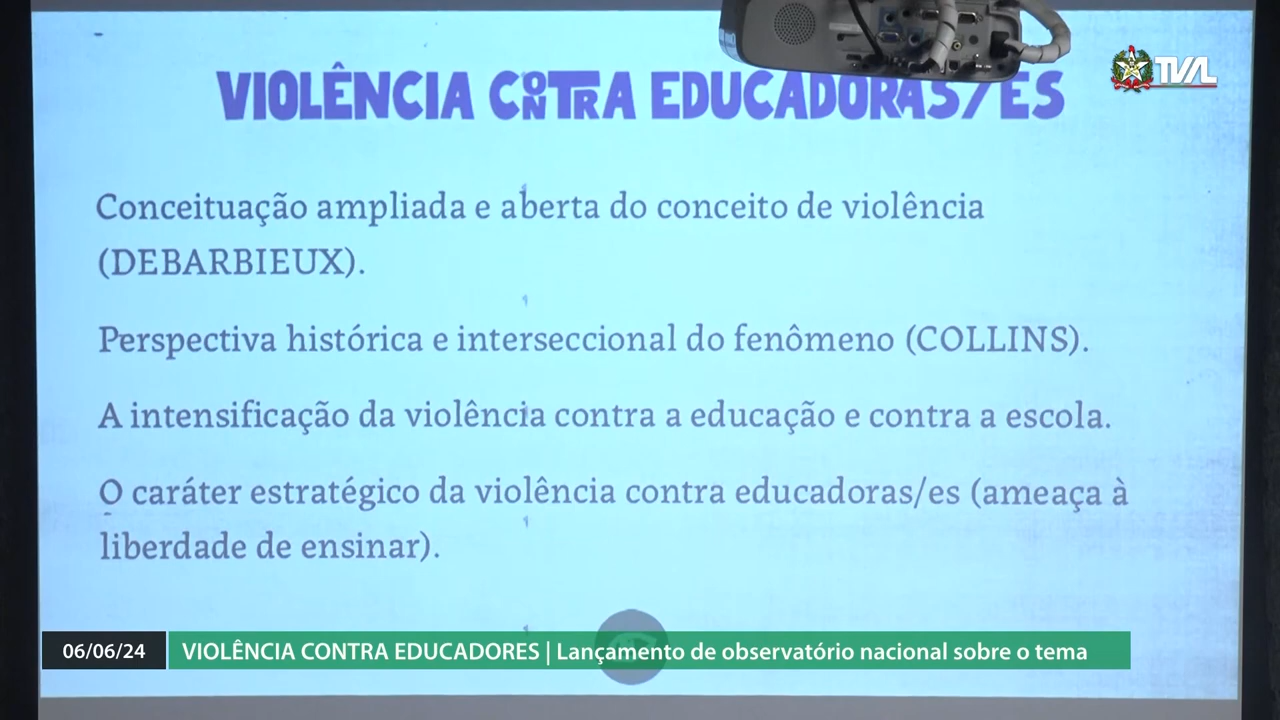 TVAL
VIOLÊNCIA CONTRA EDUCADORAS/ES
Conceituação ampliada e aberta do conceito de violência
(DEBARBIEUX).
Perspectiva histórica e interseccional do fenômeno (COLLINS).
A intensificação da violência contra a educação e contra a escola.
O caráter estratégico da violência contra educadoras/es (ameaça à
liberdade de ensinar).
06/06/24 VIOLÊNCIA CONTRA EDUCADORES | Lançamento de observatório nacional sobre o tema